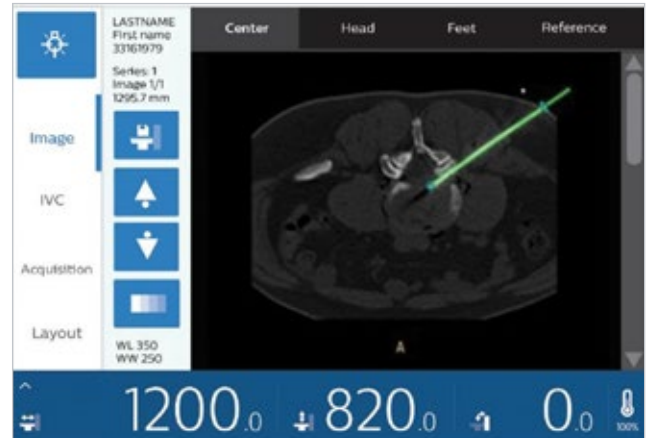 LASTNAME
First name
33161979
Series: 1
Image 1/1
1295.7 mm
Center
Head
Feet
Reference
Image
IVC
Acquisition
Layout
WL 350
WW 250
A
1200.0
820.0
0.0
100%